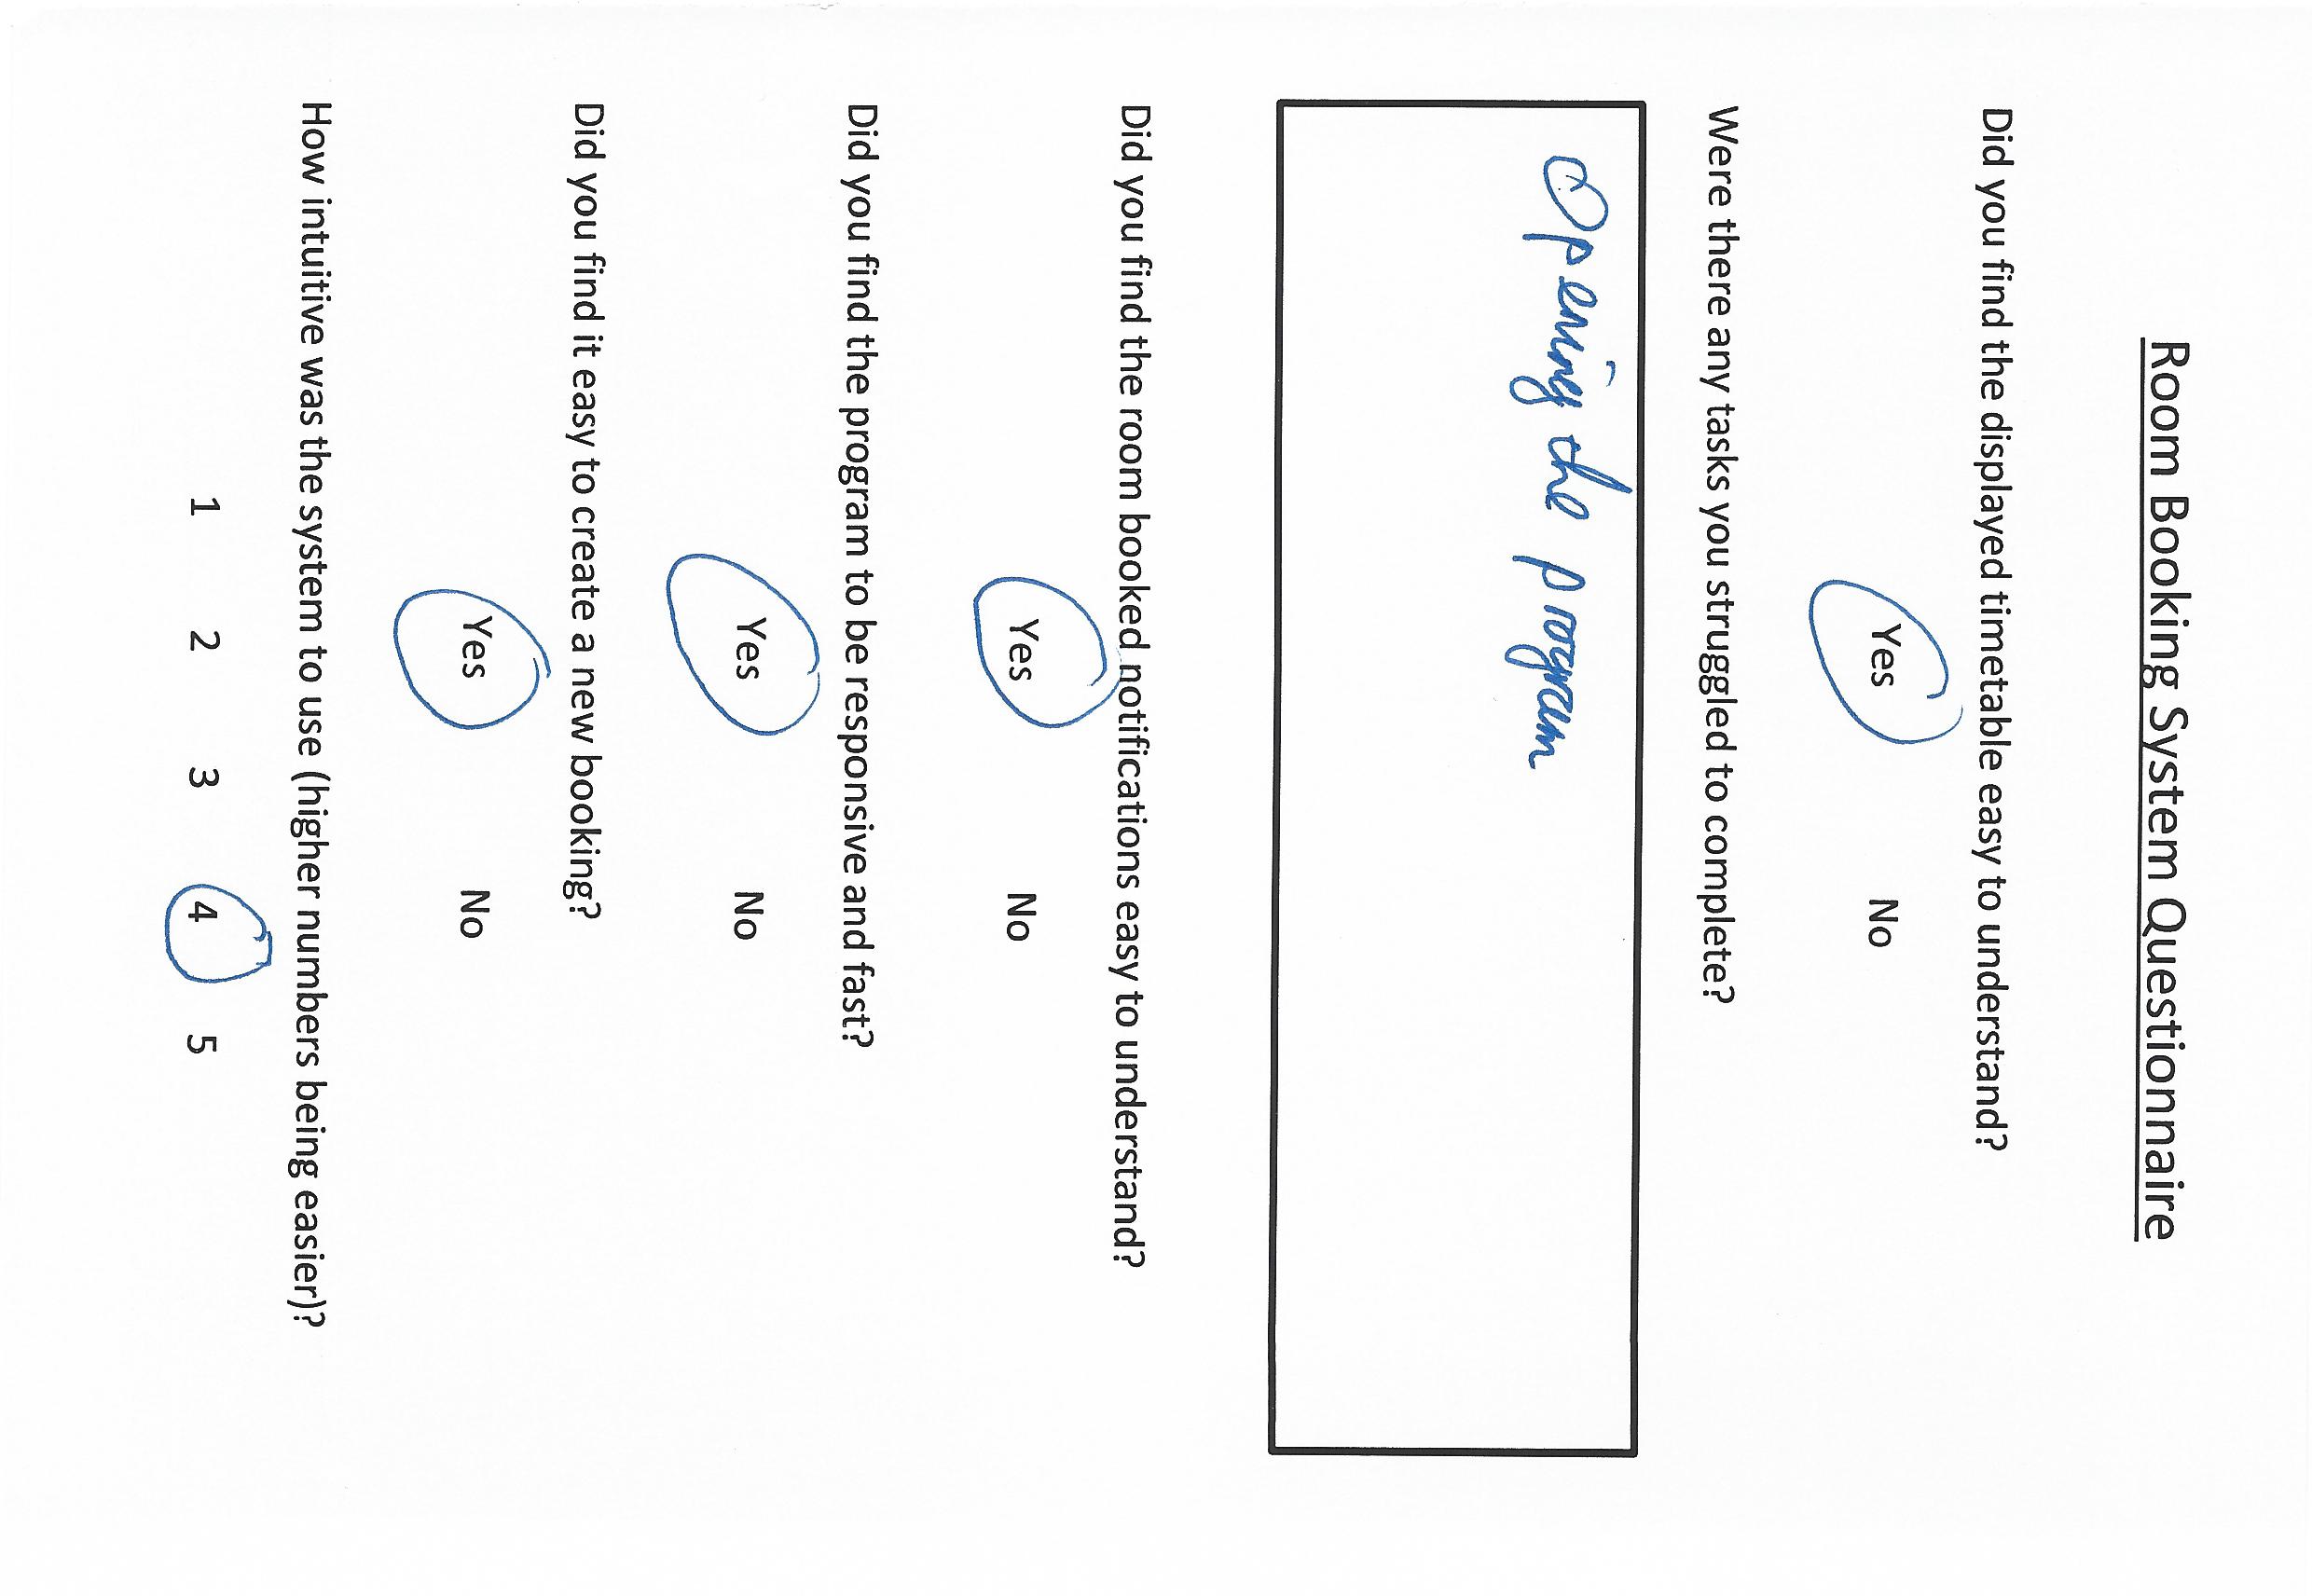 Room Booking System Questionnaire
Did you find the displayed timetable easy to understand?
Yes No
Were there any tasks you struggled to complete?
Opening the program
Did you find the room booked notifications easy to understand?
Yes No
Did you find the program to be responsive and fast?
Yes No
Did you find it easy to create a new booking?
Yes No
How intuitive was the system to use (higher numbers being easier)?
1 2 3 4 5